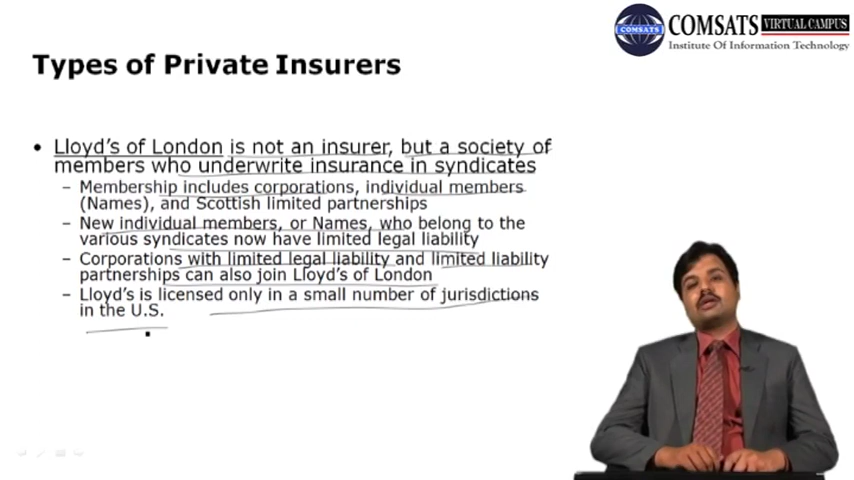 COMSATS VIRTUAL CAMPUS
COMSATS
Institute Of Information Technology
Types of Private Insurers
• Lloyd's of London is not an insurer, but a society of
members who underwrite insurance in syndicates
– Membership includes corporations, individual members
(Names), and Scottish limited partnerships
– New individual members, or Names, who belong to the
various syndicates now have limited legal liability
– Corporations with limited legal liability and limited liability
partnerships can also join Lloyd's of London
– Lloyd's is licensed only in a small number of jurisdictions
in the U.S.